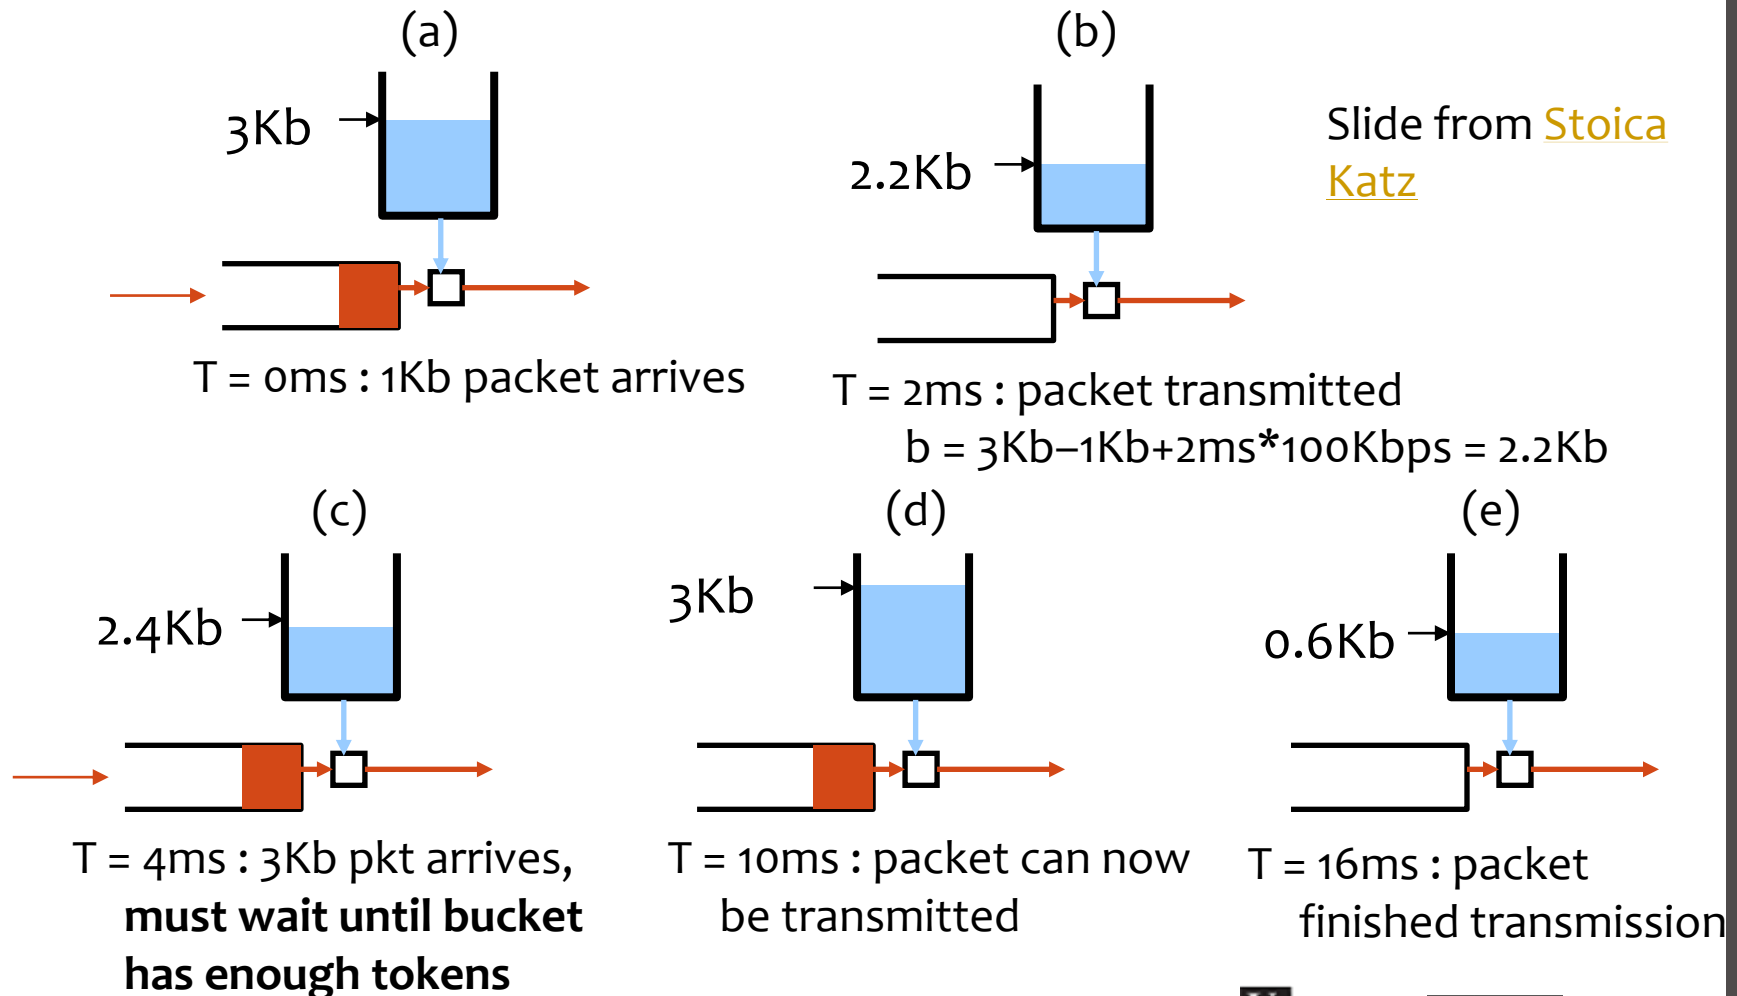 (a)
3Kb
T = 0ms : 1Kb packet arrives
(b)
2.2Kb
T = 2ms : packet transmitted
b = 3Kb–1Kb+2ms*100Kbps = 2.2Kb
Slide from Stoica
Katz
(c)
2.4Kb
T = 4ms : 3Kb pkt arrives,
must wait until bucket
has enough tokens
(d)
3Kb
T = 10ms : packet can now
be transmitted
(e)
0.6Kb
T = 16ms : packet
finished transmission